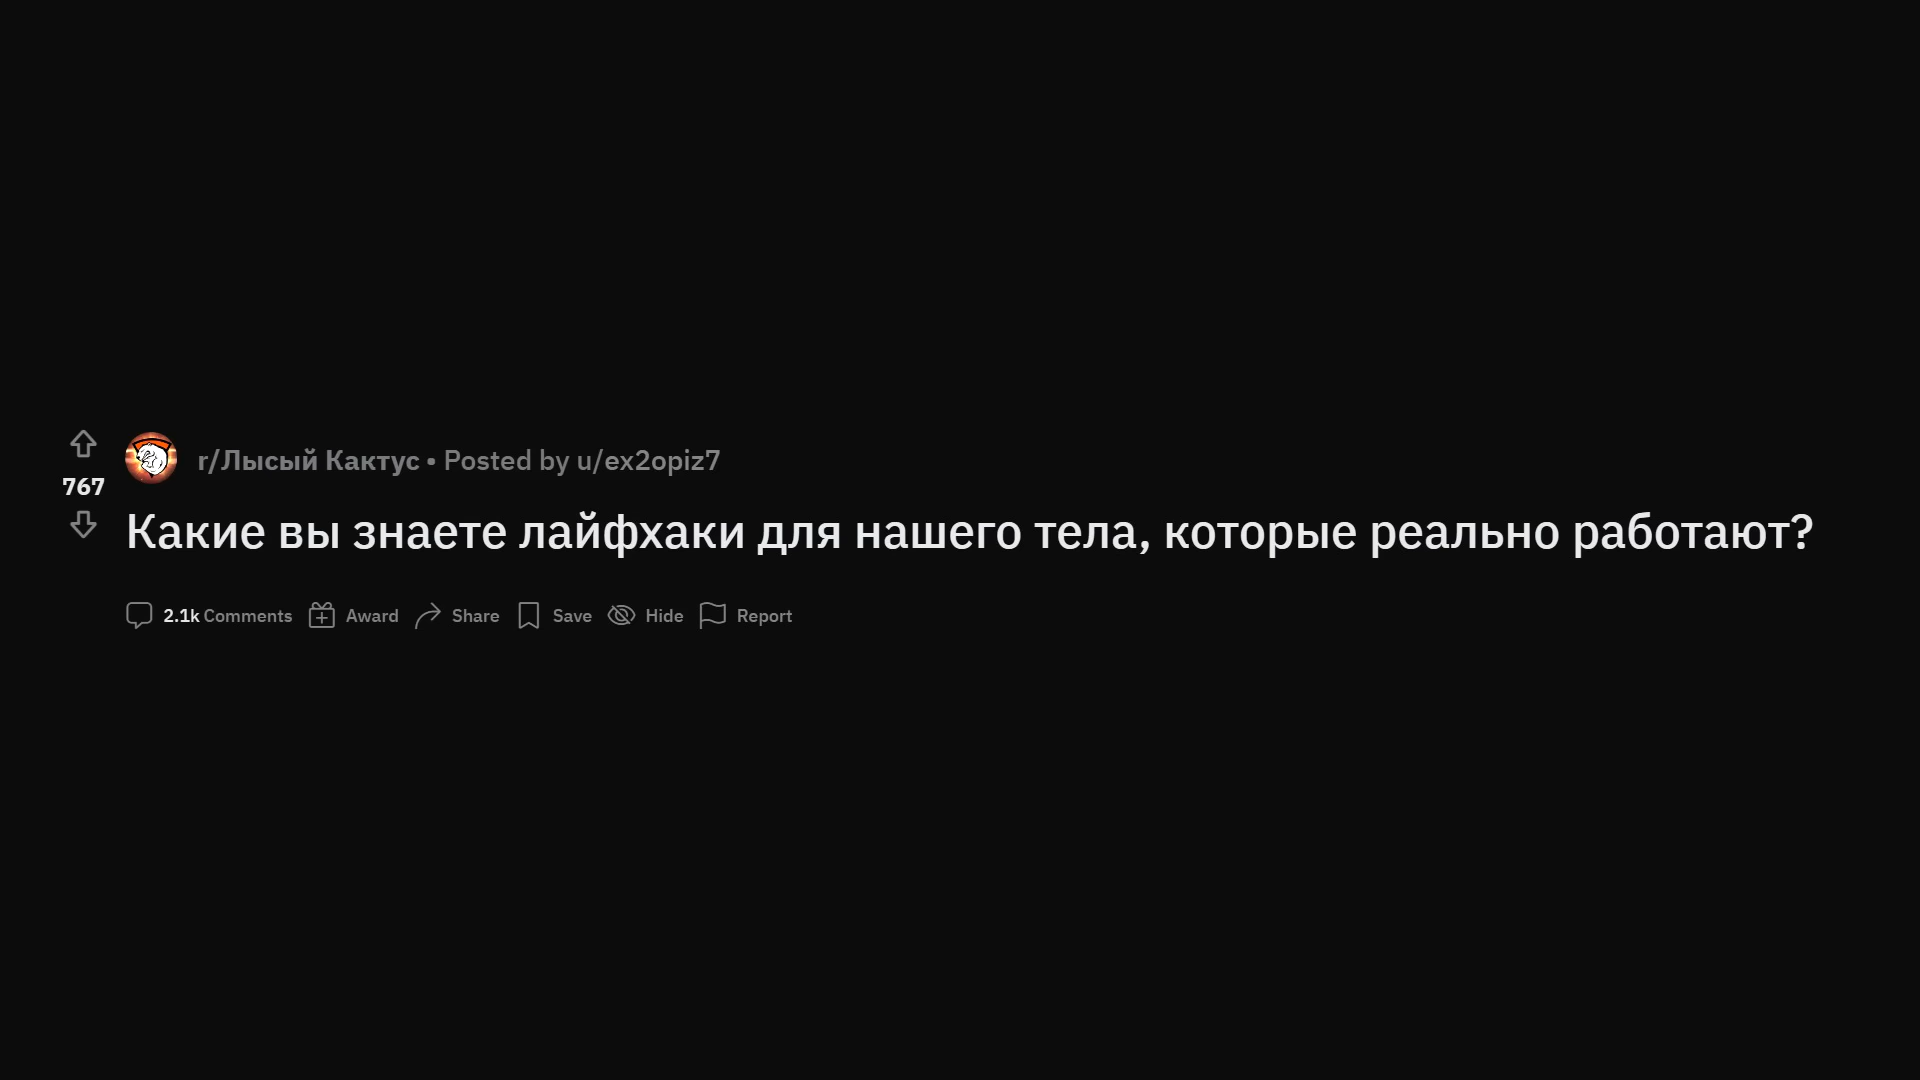 r/Лысый Кактус • Posted by u/ex2opiz7
767
Какие вы знаете лайфхаки для нашего тела, которые реально работают?
2.1k Comments Award Share Save Hide Report